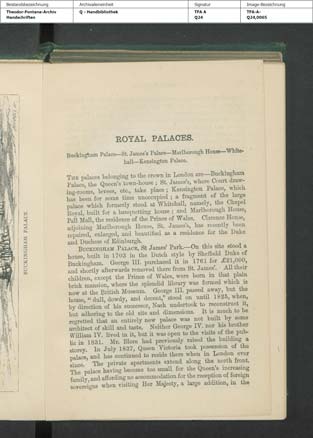 Bestandsbezeichnung
Archivaleinheit
Signatur
Image-Bezeichnung
Theodor-Fontane-Archiv
Q - Handbibliothek
TFA A
TFA-A-
Handschriften
Q24
Q24,0065
BUCKINGHAM PALACE.
ROYAL PALACES.
Buckingham Palace—St. James's Palace—Marlborough House—White-
hall—Kensington Palace.
THE palaces belonging to the crown in London are—Buckingham
Palace, the Queen's town-house; St. James's, where Court draw-
ing-rooms, levees, etc., take place; Kensington Palace, which
has been for some time unoccupied; a fragment of the large
palace which formerly stood at Whitehall, namely, the Chapel
Royal, built for a banquetting house; and Marlborough House,
Pall Mall, the residence of the Prince of Wales. Clarence House,
adjoining Marlborough House, St. James's, has recently been
repaired, enlarged, and beautified as a residence for the Duke
and Duchess of Edinburgh.
BUCKINGHAM PALACE, St James' Park.—On this site stood a
house, built in 1703 in the Dutch style by Sheffield Duke of
Buckingham. George III. purchased it in 1761 for £21,000,
and shortly afterwards removed there from St. James'. All their
children, except the Prince of Wales, were born in that plain
brick mansion, where the splendid library was formed which is
now at the British Museum. George III. passed away, but the
house, "dull, dowdy, and decent," stood on until 1825, when,
by direction of his successor, Nash undertook to reconstruct it,
but adhering to the old site and dimensions. It is much to be
regretted that an entirely new palace was not built by some
architect of skill and taste. Neither George IV. nor his brother
William IV. lived in it, but it was open to the visits of the pub-
lic in 1831. Mr. Blore had previously raised the building a
storey. In July 1837, Queen Victoria took possession of the
palace, and has continued to reside there when in London ever
since. The private apartments extend along the north front.
The palace having become too small for the Queen's increasing
family, and affording no accommodation for the reception of foreign
sovereigns when visiting Her Majesty, a large addition, in the